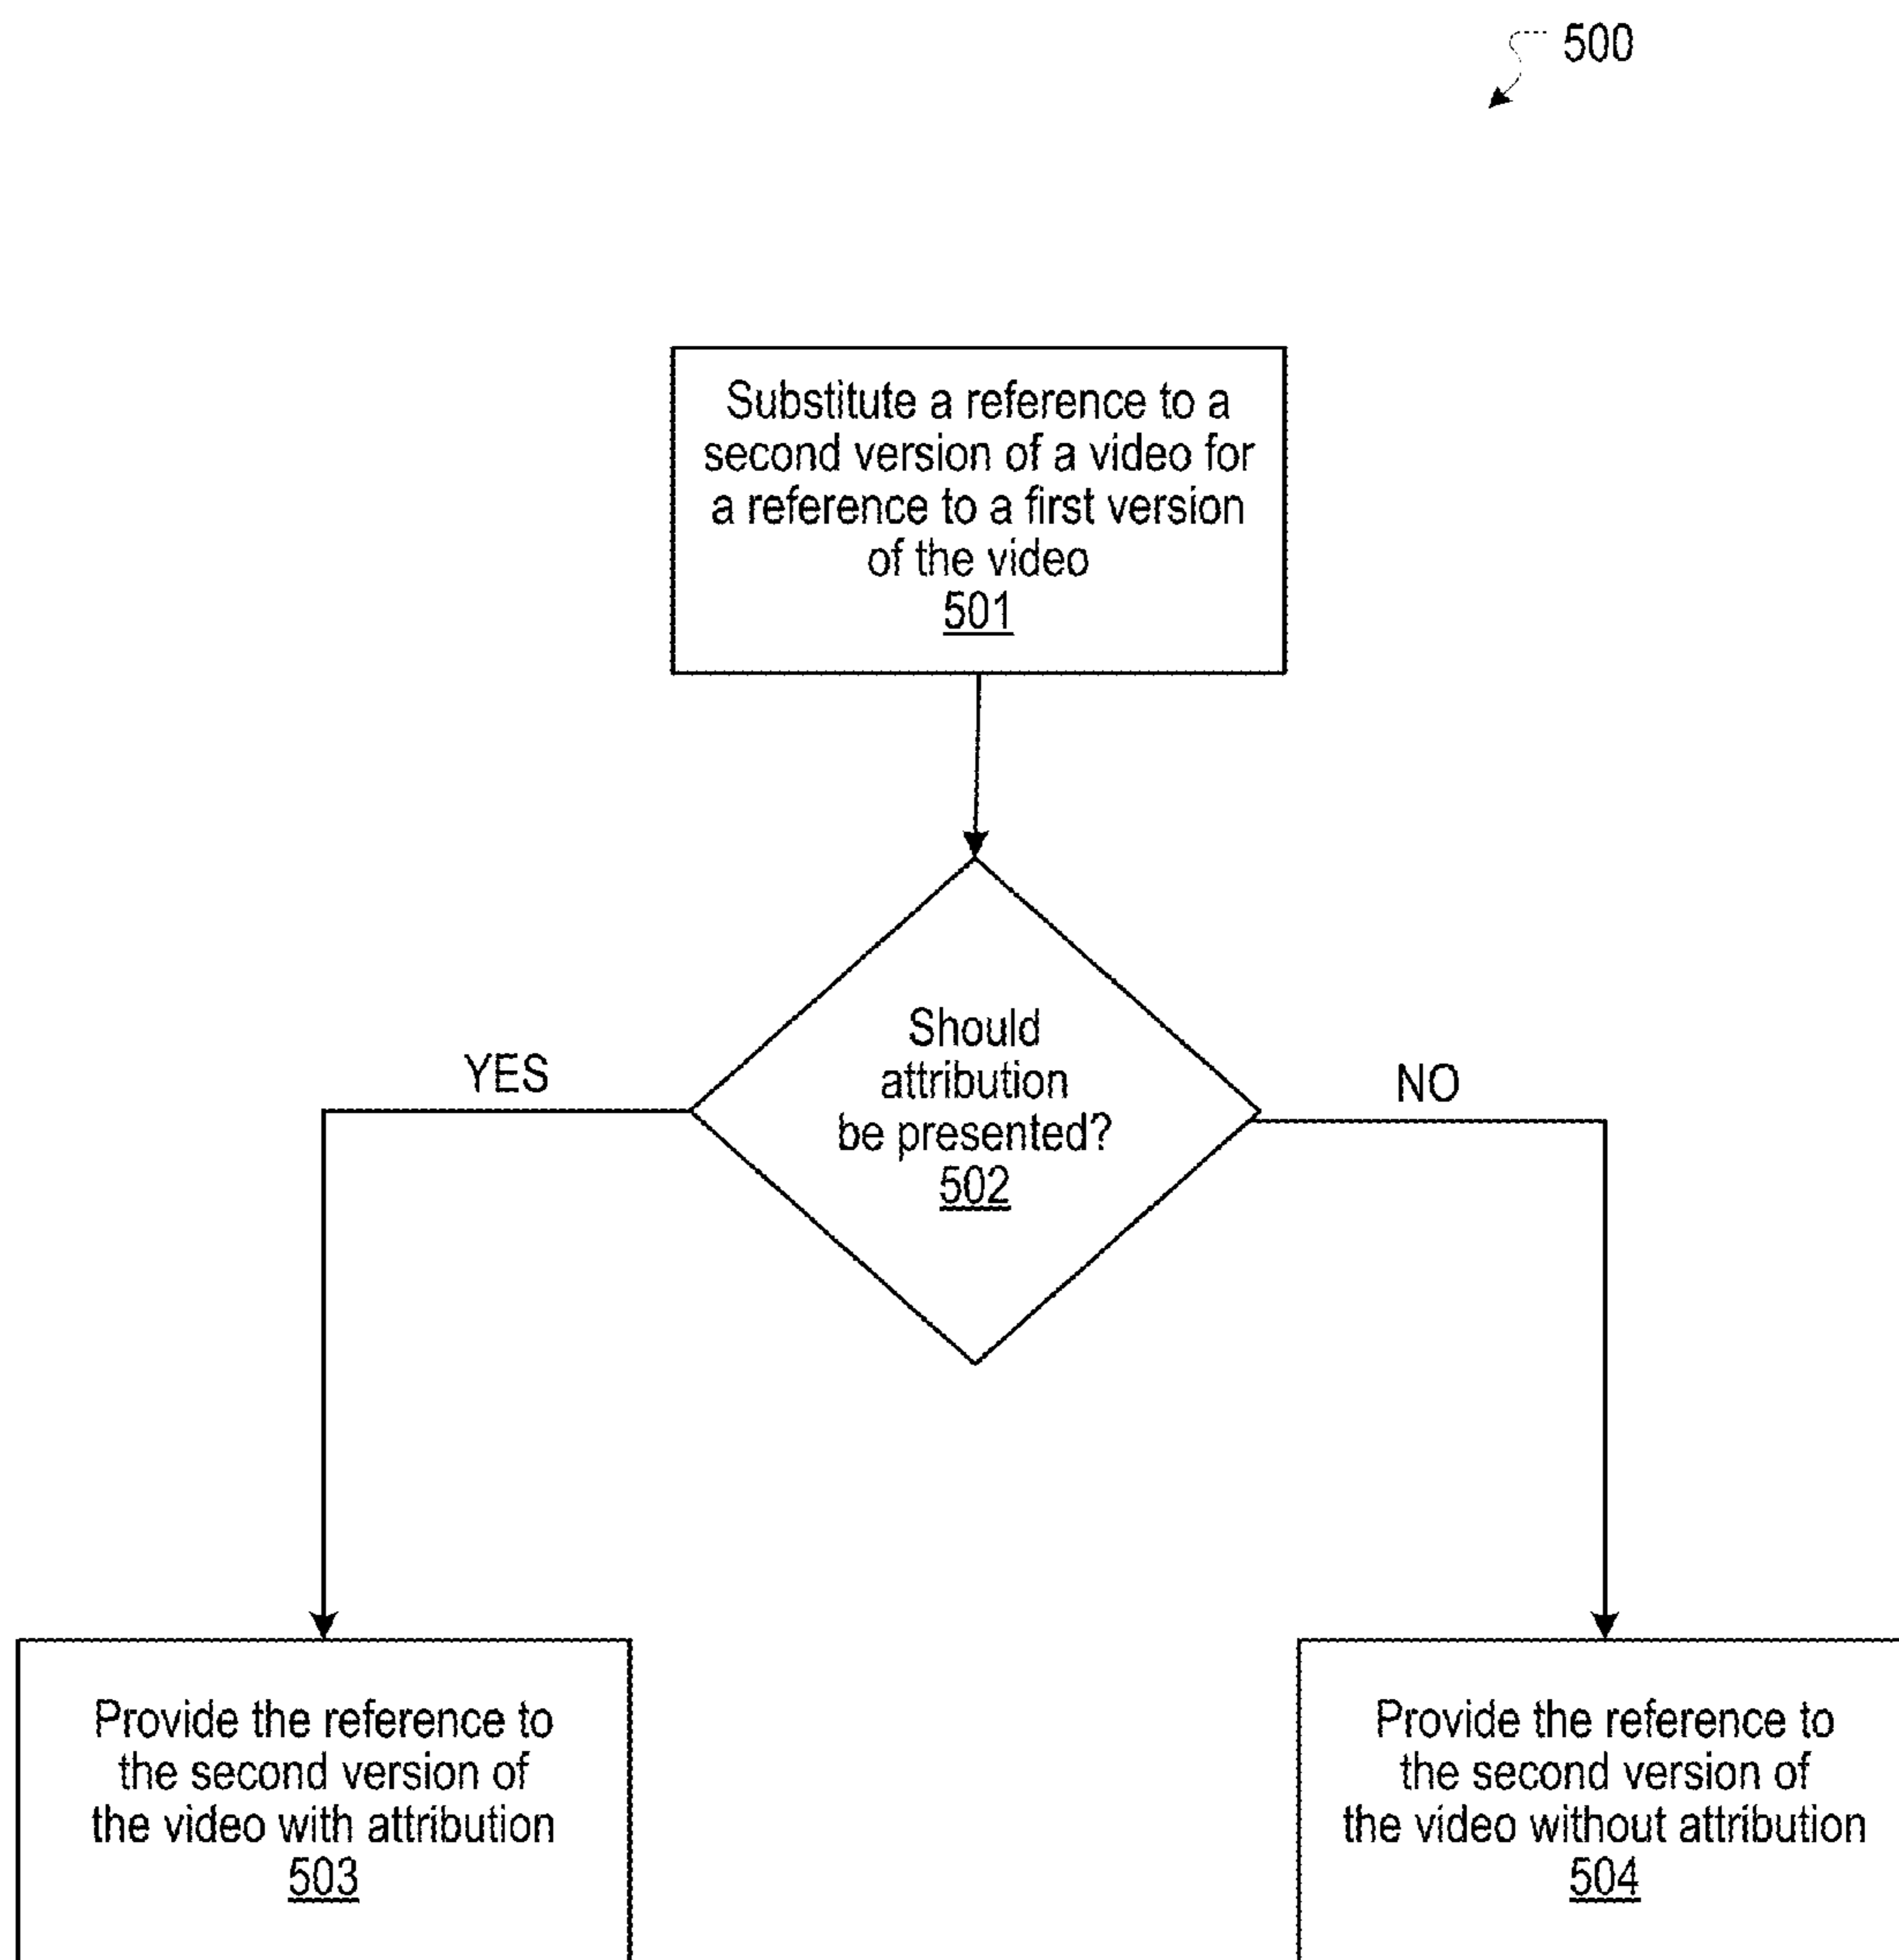 500
Substitute a reference to a
second version of a video for
a reference to a first version
of the video
501
Should
attribution
be presented?
502
YES
NO
Provide the reference to
the second version of
the video with attribution
503
Provide the reference to
the second version of
the video without attribution
504